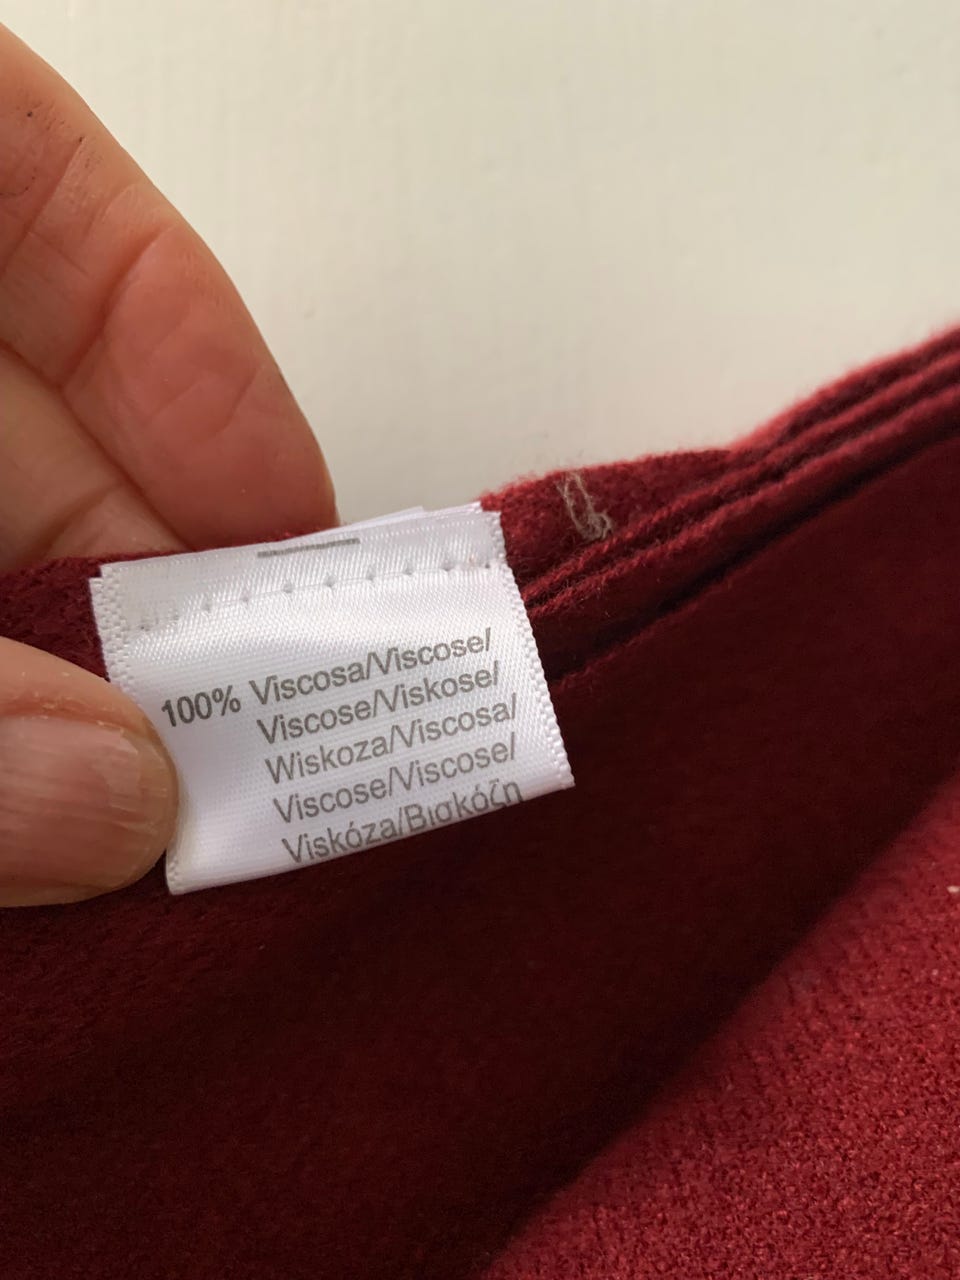 100% Viscosa/Viscose/
Viscose/Viskose/
Wiskoza/Viscosa/
Viscose/Viscose/
Viskóza/Βισκόζη